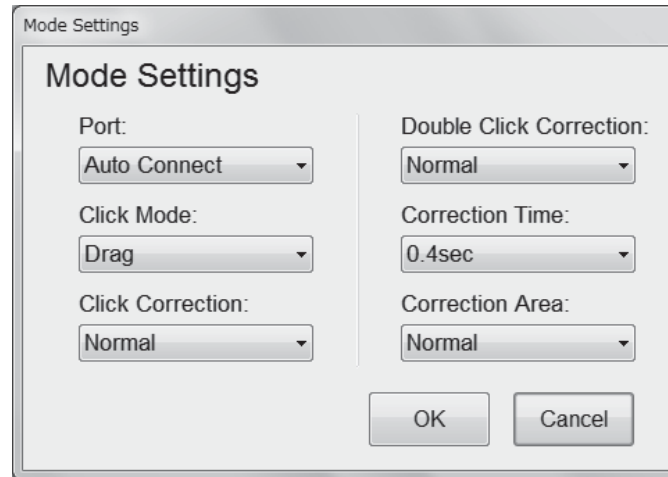 Mode Settings
Mode Settings
Port:
Auto Connect
Click Mode:
Drag
Click Correction:
Normal
Double Click Correction:
Normal
Correction Time:
0.4sec
Correction Area:
Normal
OK
Cancel